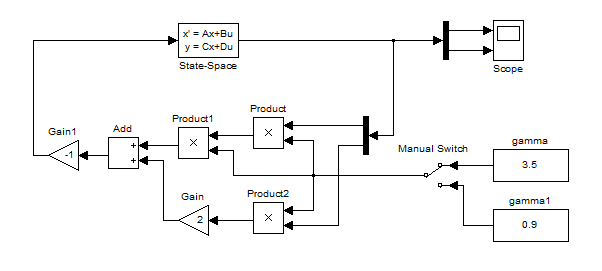 x' = Ax+Bu
y = Cx+Du
State-Space
Scope
Product
Product1
Add
Gain1
Manual Switch
gamma
+
+
×
×
-1
3.5
Gain
Product2
gamma1
2
×
0.9